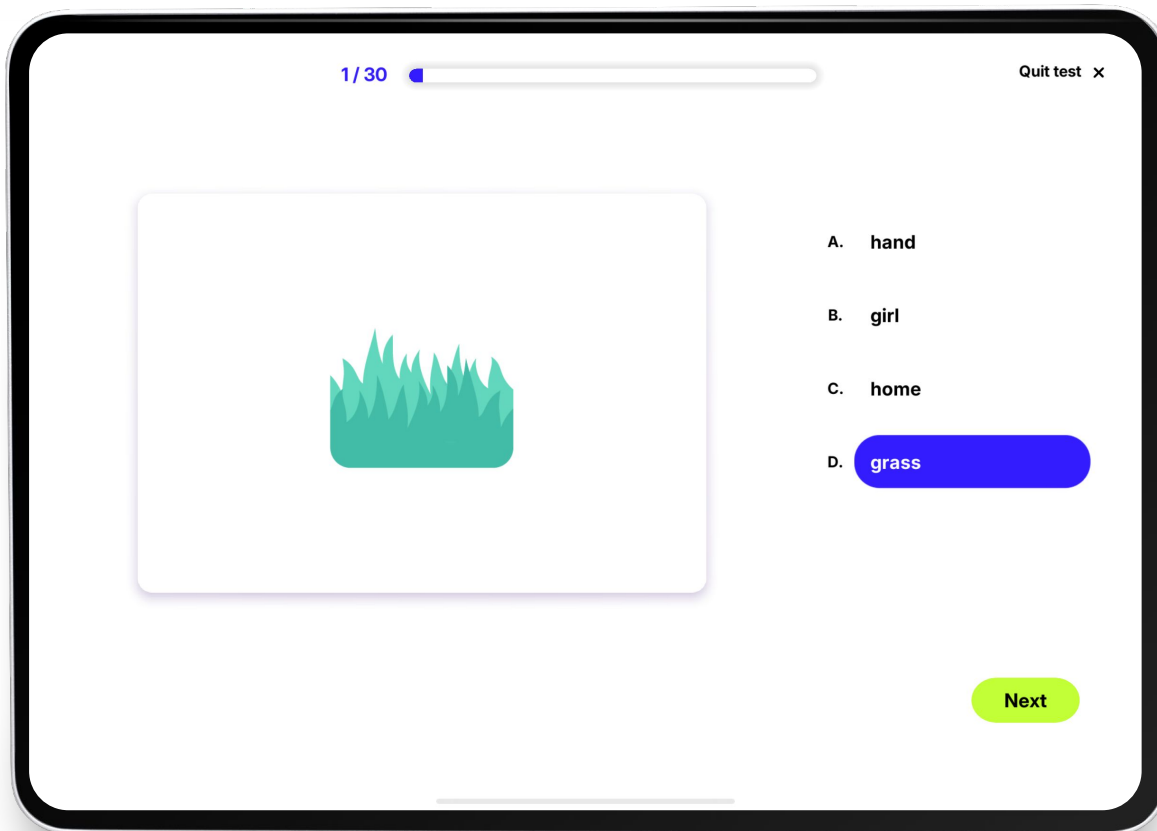 1 / 30
Quit test ×
A. hand
B. girl
C. home
D. grass
Next